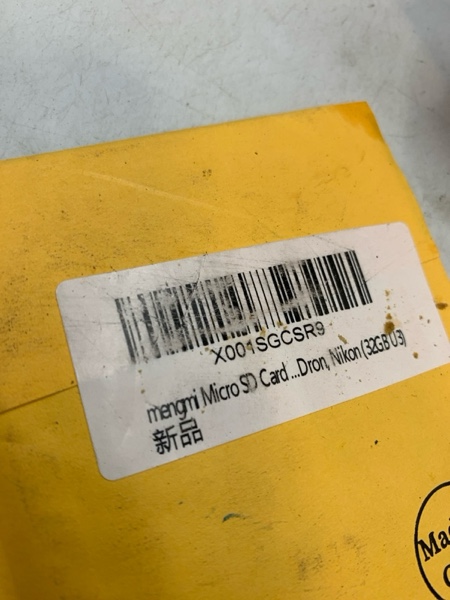 X001SGCSR9
mengmi Micro SD Card ...Dron, Nikon (32GB U3)
新品